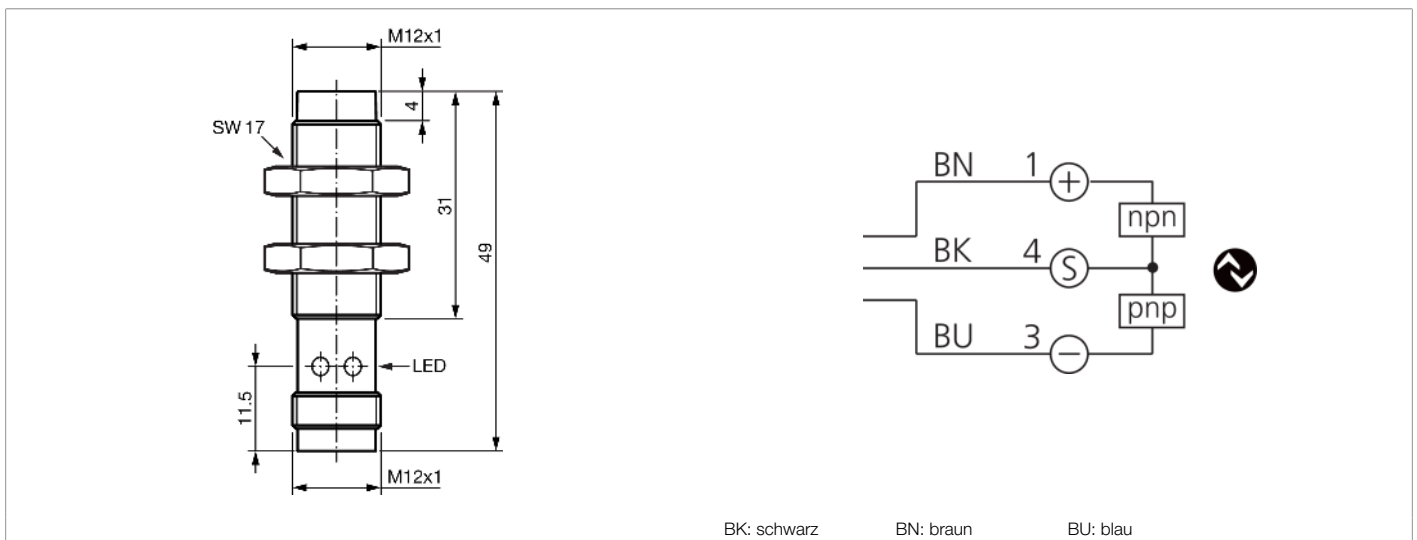 M12x1
4
SW 17
31
49
LED
11.5
M12x1
BN 1 +
npn
BK 4 S
pnp
BU 3 −
BK: schwarz BN: braun BU: blau